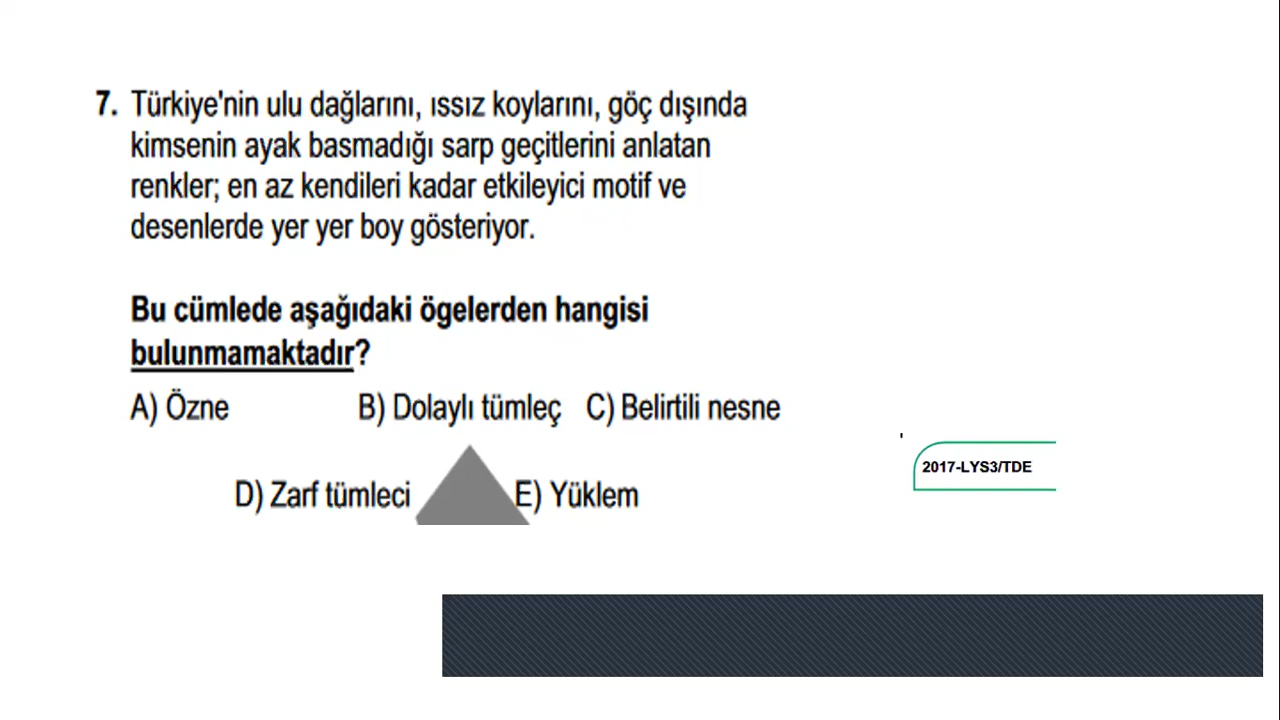 7. Türkiye'nin ulu dağlarını, ıssız koylarını, göç dışında
kimsenin ayak basmadığı sarp geçitlerini anlatan
renkler; en az kendileri kadar etkileyici motif ve
desenlerde yer yer boy gösteriyor.
Bu cümlede aşağıdaki ögelerden hangisi
bulunmamaktadır?
A) Özne B) Dolaylı tümleç C) Belirtili nesne
2017-LYS3/TDE
D) Zarf tümleci E) Yüklem